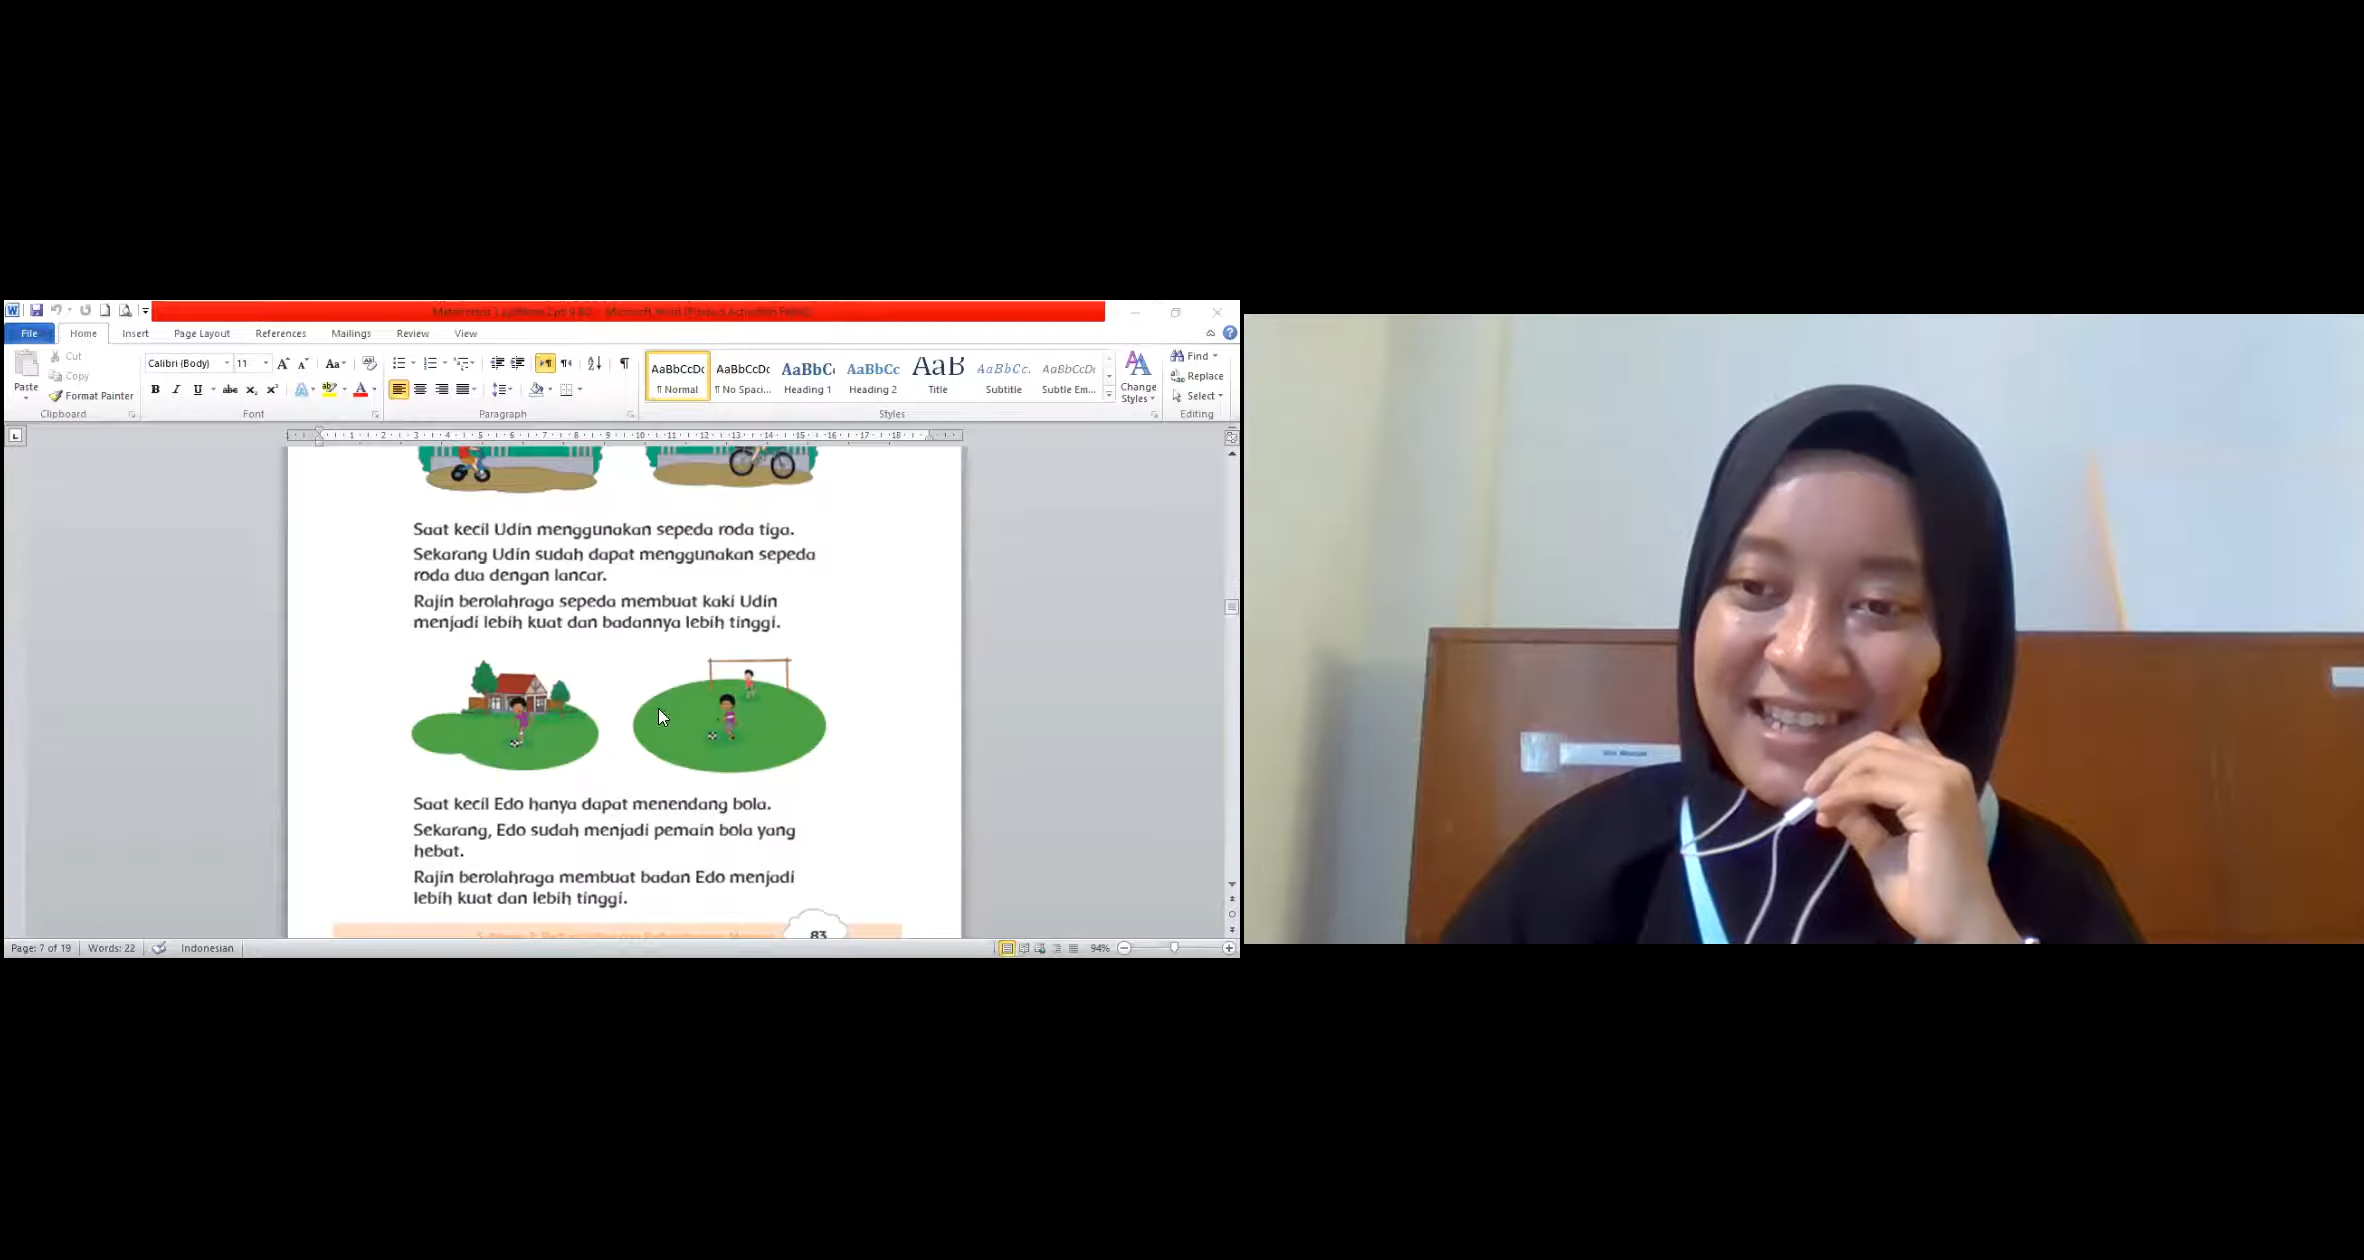 File Home Insert Page Layout References Mailings Review View
Cut
Copy
Format Painter
Paste
Clipboard
Calibri (Body) 11
Font
Paragraph
AaBbCcDc AaBbCcDc AaBbC AaBbCc AaB AaBbCc. AaBbCcDc
Normal No Spaci... Heading 1 Heading 2 Title Subtitle Subtle Em...
Styles
Change Styles
Find
Replace
Select
Editing
Saat kecil Udin menggunakan sepeda roda tiga.
Sekarang Udin sudah dapat menggunakan sepeda
roda dua dengan lancar.
Rajin berolahraga sepeda membuat kaki Udin
menjadi lebih kuat dan badannya lebih tinggi.
Saat kecil Edo hanya dapat menendang bola.
Sekarang, Edo sudah menjadi pemain bola yang
hebat.
Rajin berolahraga membuat badan Edo menjadi
lebih kuat dan lebih tinggi.
83
Page: 7 of 19 Words: 22 Indonesian 94%